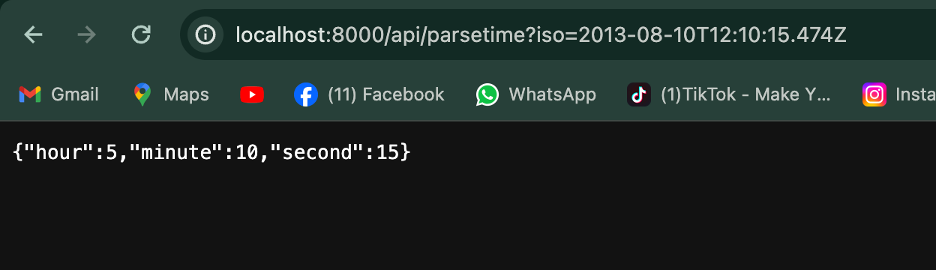 localhost:8000/api/parsetime?iso=2013-08-10T12:10:15.474Z
Gmail Maps (11) Facebook WhatsApp (1)TikTok - Make Y... Insta
{"hour":5,"minute":10,"second":15}